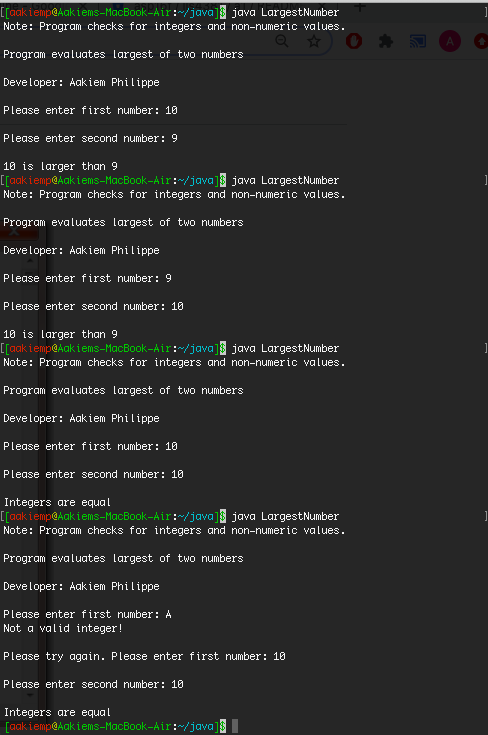 [[aakiemp@Aakiems-MacBook-Air:~/java]$ java LargestNumber ]
Note: Program checks for integers and non-numeric values.
Program evaluates largest of two numbers
Developer: Aakiem Philippe
Please enter first number: 10
Please enter second number: 9
10 is larger than 9
[[aakiemp@Aakiems-MacBook-Air:~/java]$ java LargestNumber ]
Note: Program checks for integers and non-numeric values.
Program evaluates largest of two numbers
Developer: Aakiem Philippe
Please enter first number: 9
Please enter second number: 10
10 is larger than 9
[[aakiemp@Aakiems-MacBook-Air:~/java]$ java LargestNumber ]
Note: Program checks for integers and non-numeric values.
Program evaluates largest of two numbers
Developer: Aakiem Philippe
Please enter first number: 10
Please enter second number: 10
Integers are equal
[[aakiemp@Aakiems-MacBook-Air:~/java]$ java LargestNumber ]
Note: Program checks for integers and non-numeric values.
Program evaluates largest of two numbers
Developer: Aakiem Philippe
Please enter first number: A
Not a valid integer!
Please try again. Please enter first number: 10
Please enter second number: 10
Integers are equal
[aakiemp@Aakiems-MacBook-Air:~/java]$
A